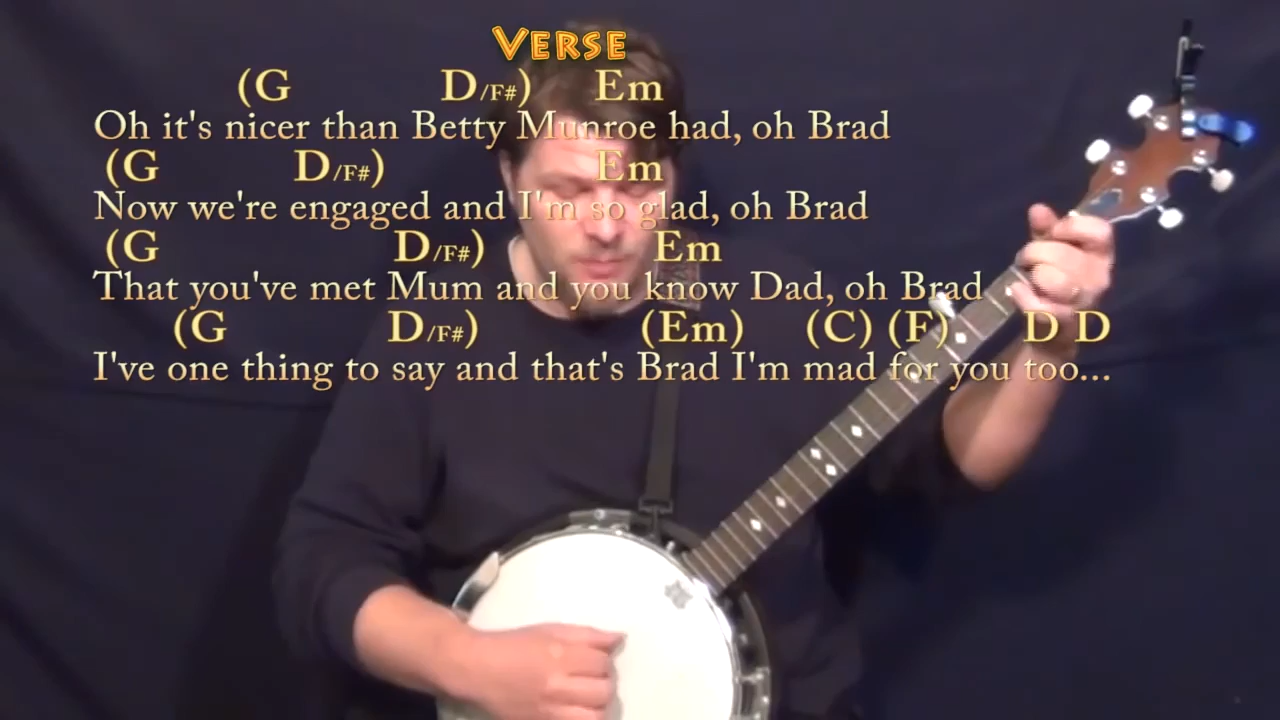 VERSE
(G D/F#) Em
Oh it's nicer than Betty Munroe had, oh Brad
(G D/F#) Em
Now we're engaged and I'm so glad, oh Brad
(G D/F#) Em
That you've met Mum and you know Dad, oh Brad
(G D/F#) (Em) (C) (F) D D
I've one thing to say and that's Brad I'm mad for you too...